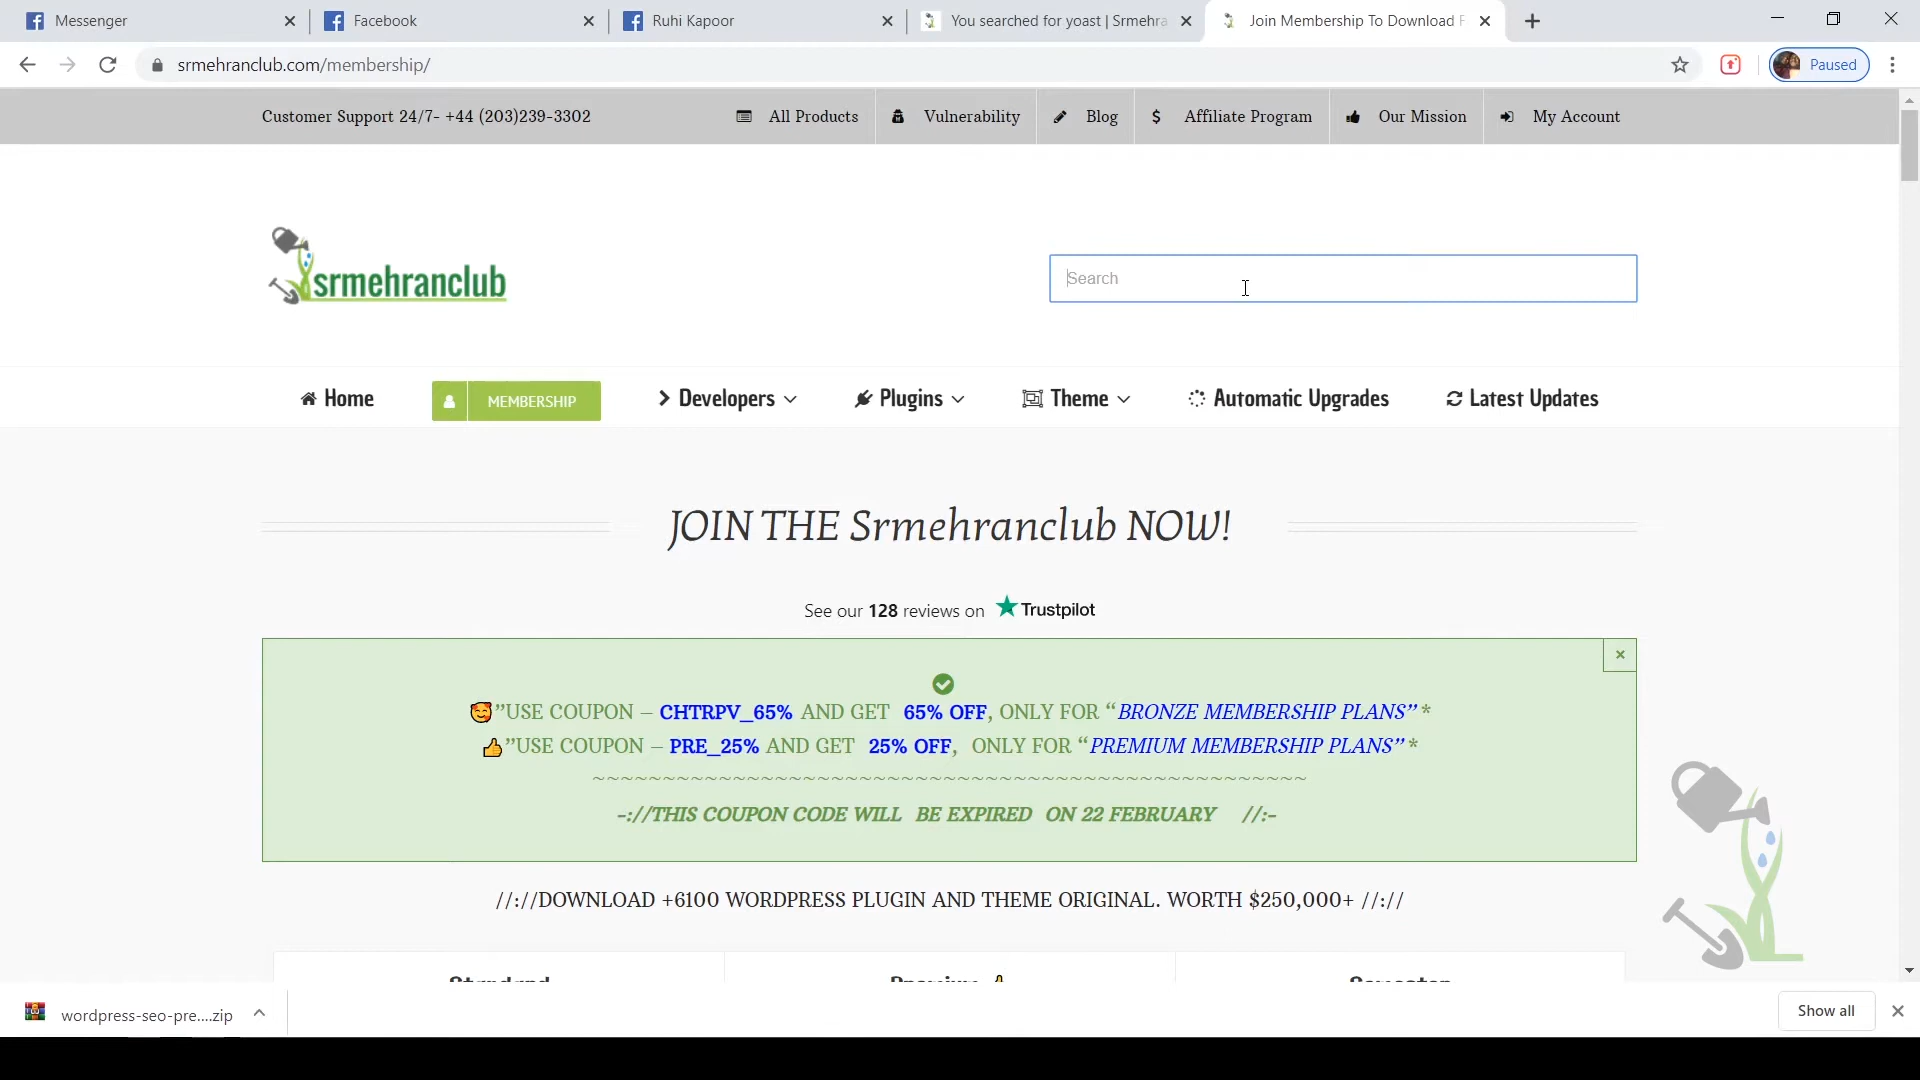 Messenger
Facebook
Ruhi Kapoor
You searched for yoast | Srmehra
Join Membership To Download F
srmehranclub.com/membership/
Paused
Customer Support 24/7- +44 (203)239-3302
All Products
Vulnerability
Blog
Affiliate Program
Our Mission
My Account
srmehranclub
Search
Home
MEMBERSHIP
Developers
Plugins
Theme
Automatic Upgrades
Latest Updates
JOIN THE Srmehranclub NOW!
See our 128 reviews on Trustpilot
🥰”USE COUPON – CHTRPV_65% AND GET 65% OFF, ONLY FOR “BRONZE MEMBERSHIP PLANS”*
👍”USE COUPON – PRE_25% AND GET 25% OFF, ONLY FOR “PREMIUM MEMBERSHIP PLANS”*
~~~~~~~~~~~~~~~~~~~~~~~~~~~~~~~~~~~~~~~~~~~~~~~~~~~
-://THIS COUPON CODE WILL BE EXPIRED ON 22 FEBRUARY //:-
//://DOWNLOAD +6100 WORDPRESS PLUGIN AND THEME ORIGINAL. WORTH $250,000+ //://
wordpress-seo-pre....zip
Show all